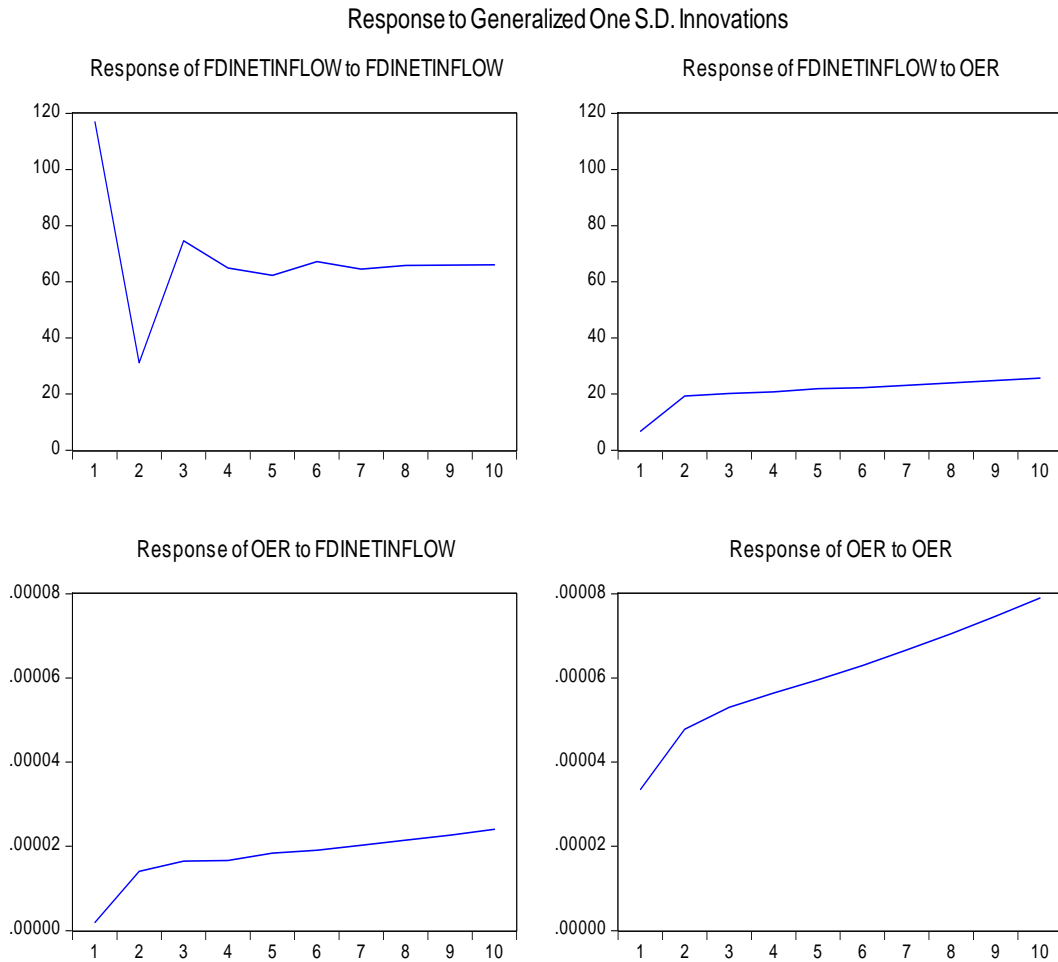 Response to Generalized One S.D. Innovations
Response of FDINETINFLOW to FDINETINFLOW
120
100
80
60
40
20
0
1 2 3 4 5 6 7 8 9 10
Response of FDINETINFLOW to OER
120
100
80
60
40
20
0
1 2 3 4 5 6 7 8 9 10
Response of OER to FDINETINFLOW
.00008
.00006
.00004
.00002
.00000
1 2 3 4 5 6 7 8 9 10
Response of OER to OER
.00008
.00006
.00004
.00002
.00000
1 2 3 4 5 6 7 8 9 10